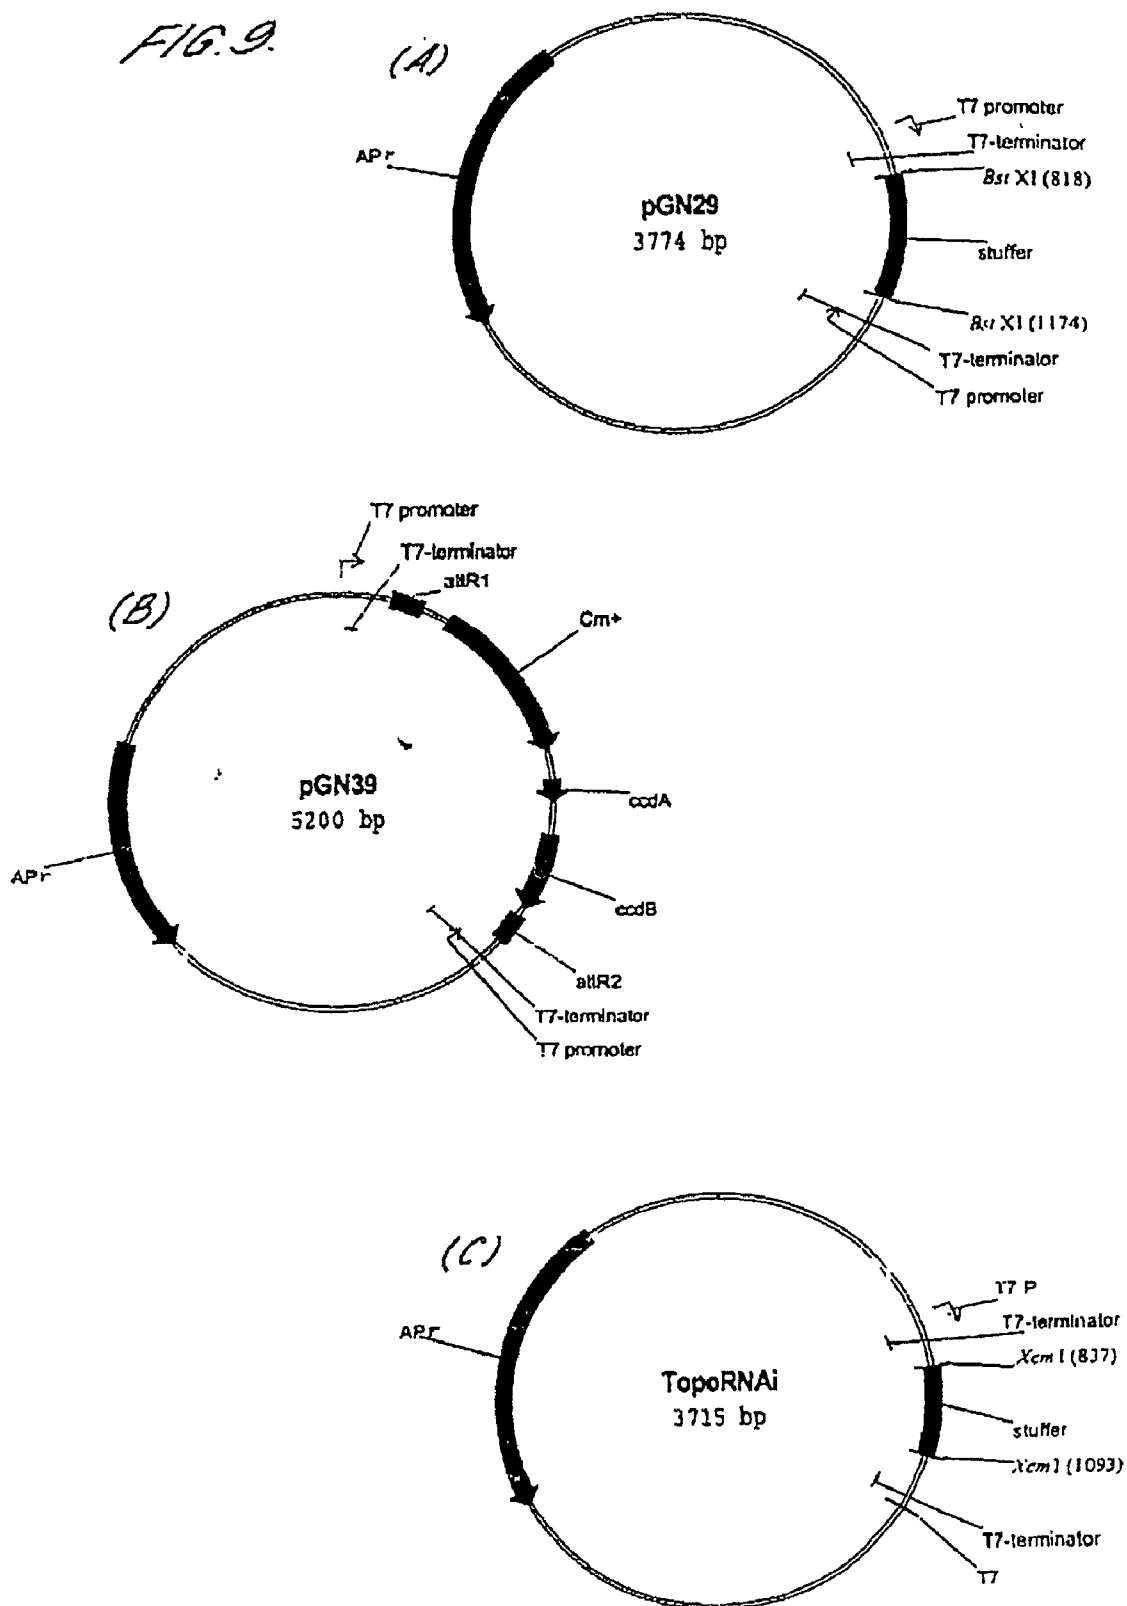 FIG. 9.
(A)
T7 promoter
T7-terminator
Bst XI (818)
APr
pGN29
3774 bp
stuffer
Bst XI (1174)
T7-terminator
T7 promoter
(B)
T7 promoter
T7-terminator
attR1
Cm+
pGN39
5200 bp
ccdA
APr
ccdB
attR2
T7-terminator
T7 promoter
(C)
T7 P
T7-terminator
Xcm I (837)
APr
TopoRNAi
3715 bp
stuffer
Xcm I (1093)
T7-terminator
T7